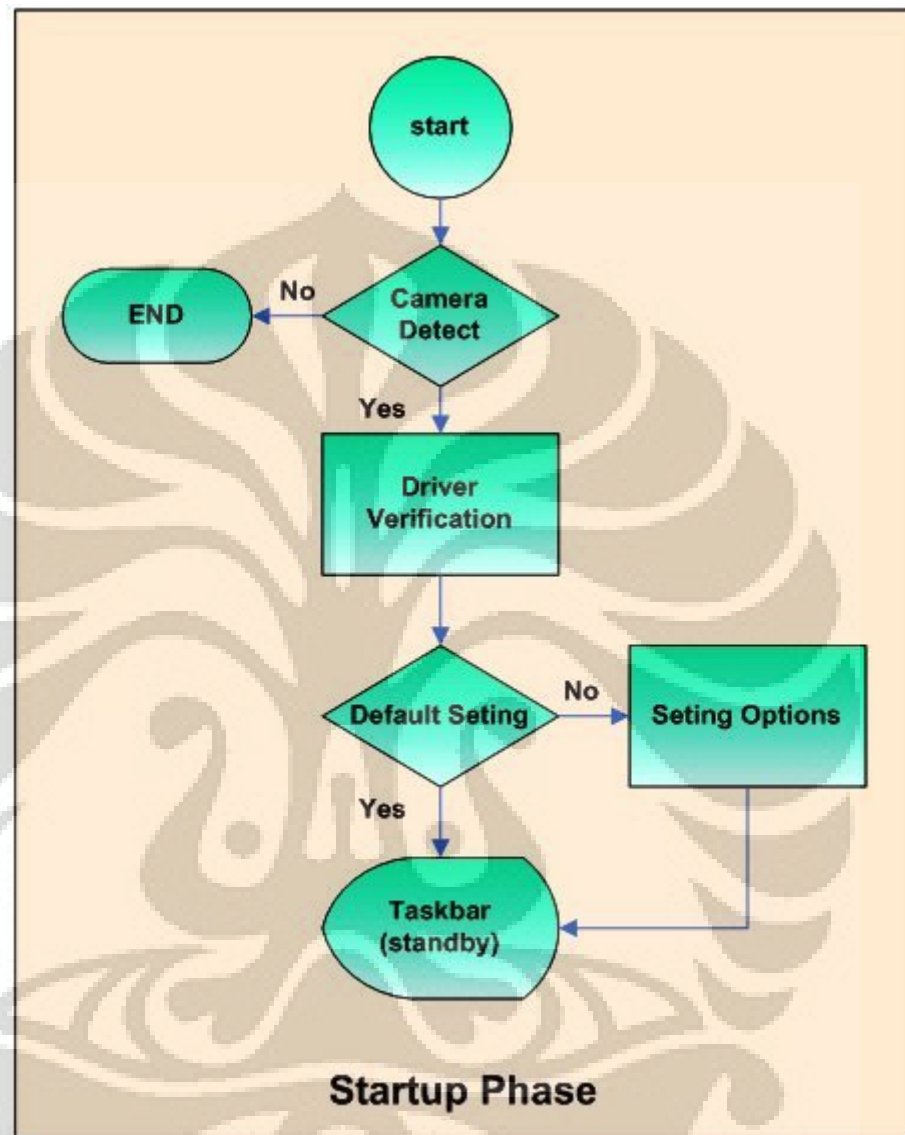 start
No
END
Camera
Detect
Yes
Driver
Verification
Default Seting
No
Seting Options
Yes
Taskbar
(standby)
Startup Phase